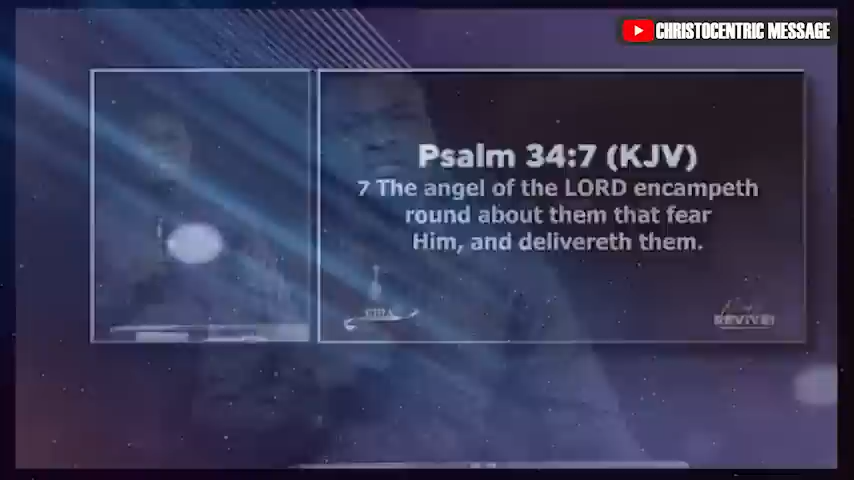 CHRISTOCENTRIC MESSAGE
Psalm 34:7 (KJV)
7 The angel of the LORD encampeth
round about them that fear
Him, and delivereth them.
REVIVE!